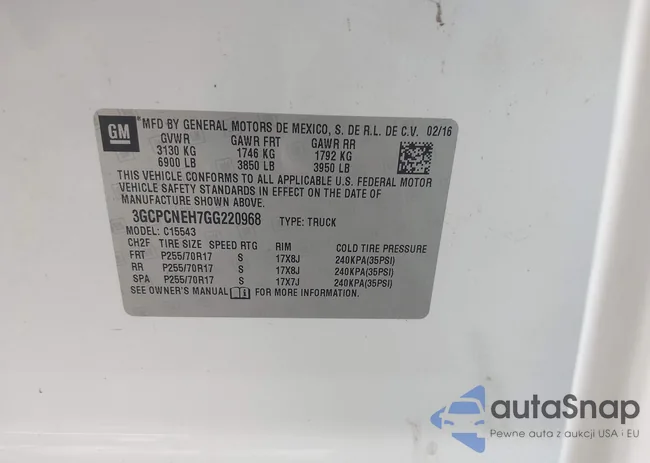 GM MFD BY GENERAL MOTORS DE MEXICO, S. DE R.L. DE C.V. 02/16
GVWR GAWR FRT GAWR RR
3130 KG 1746 KG 1792 KG
6900 LB 3850 LB 3950 LB
THIS VEHICLE CONFORMS TO ALL APPLICABLE U.S. FEDERAL MOTOR
VEHICLE SAFETY STANDARDS IN EFFECT ON THE DATE OF
MANUFACTURE SHOWN ABOVE.
3GCPCNEH7GG220968 TYPE: TRUCK
MODEL: C15543
CH2F TIRE SIZE SPEED RTG RIM COLD TIRE PRESSURE
FRT P255/70R17 S 17X8J 240KPA(35PSI)
RR P255/70R17 S 17X8J 240KPA(35PSI)
SPA P255/70R17 S 17X7J 240KPA(35PSI)
SEE OWNER'S MANUAL FOR MORE INFORMATION.
autaSnap
Pewne auta z aukcji USA i EU